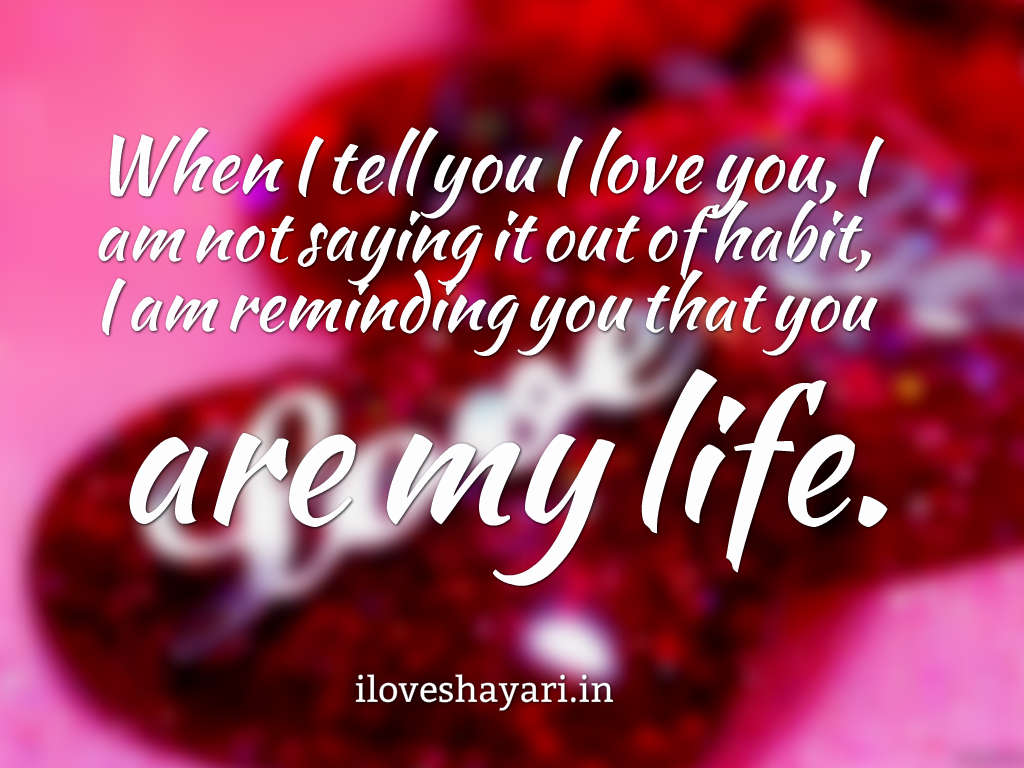 When I tell you I love you, I
am not saying it out of habit,
I am reminding you that you
are my life.
iloveshayari.in